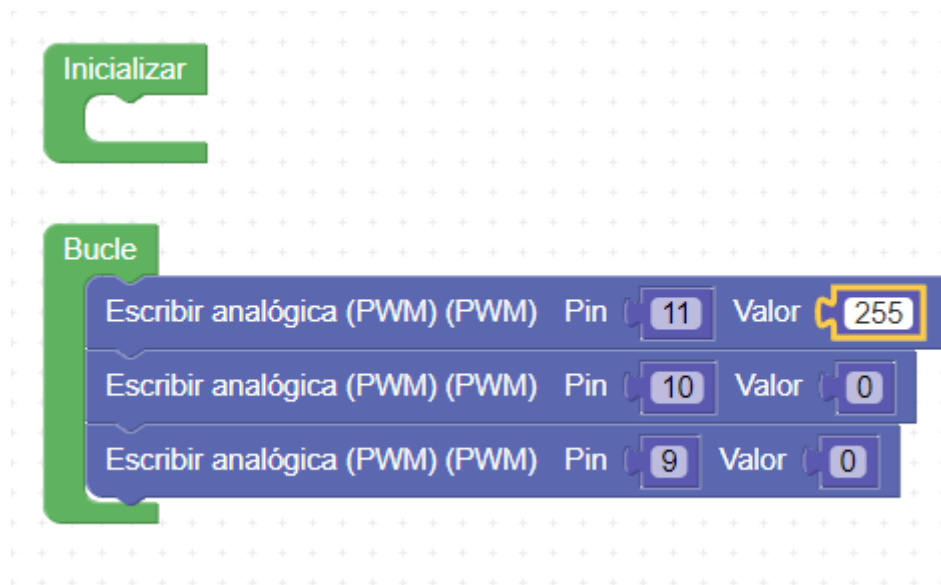 Inicializar
Bucle
Escribir analógica (PWM) (PWM) Pin 11 Valor 255
Escribir analógica (PWM) (PWM) Pin 10 Valor 0
Escribir analógica (PWM) (PWM) Pin 9 Valor 0